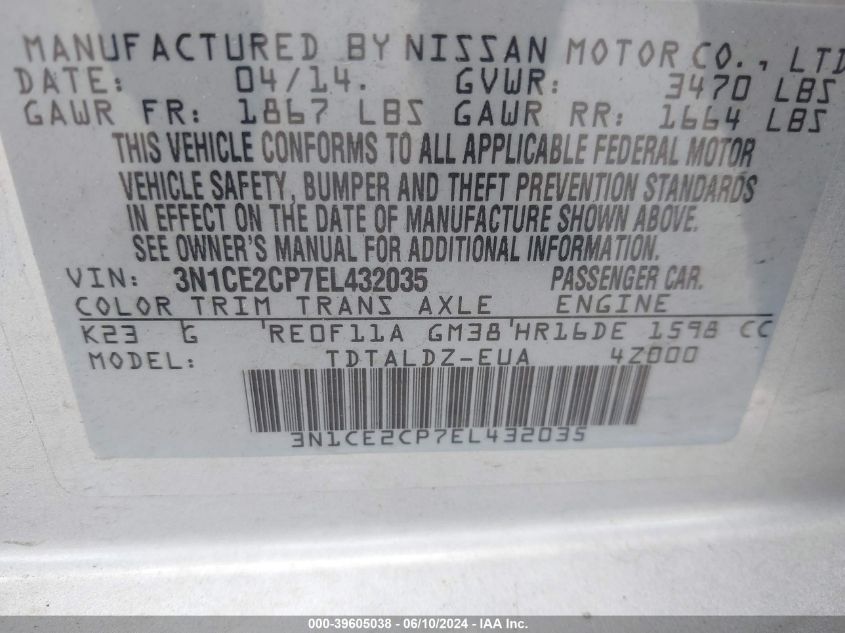 MANUFACTURED BY NISSAN MOTOR CO., LTD
DATE: 04/14. GVWR: 3470 LBS
GAWR FR: 1867 LBS GAWR RR: 1664 LBS
THIS VEHICLE CONFORMS TO ALL APPLICABLE FEDERAL MOTOR
VEHICLE SAFETY, BUMPER AND THEFT PREVENTION STANDARDS
IN EFFECT ON THE DATE OF MANUFACTURE SHOWN ABOVE.
SEE OWNER'S MANUAL FOR ADDITIONAL INFORMATION.
VIN: 3N1CE2CP7EL432035 PASSENGER CAR.
COLOR TRIM TRANS AXLE ENGINE
K23 G RE0F11A GM38 HR16DE 1598 CC
MODEL: TDTALDZ-EUA 4Z000
3N1CE2CP7EL432035
000-39605038 - 06/10/2024 - IAA Inc.